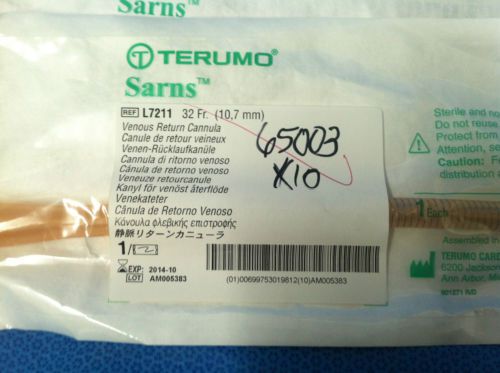 TERUMO®
Sarns™
REF L7211 32 Fr. (10.7 mm)
Venous Return Cannula
Canule de retour veineux
Venen-Rücklaufkanüle
Cannula di ritorno venoso
Cánula de retorno venoso
Veneuze retourcanule
Kanyl för venöst återflöde
Venekateter
Cânula de Retorno Venoso
Κάνουλα φλεβικής επιστροφής
静脈リターンカニューラ
1/
EXP: 2014-10
LOT AM005383
(01)00699753019812(10)AM005383
65003
X10
Sterile and no
Do not reuse
Protect from
Attention, se
Caution: Fe
distribution a
1 Each
Assembled in
TERUMO CARD
6200 Jackson
Ann Arbor, M